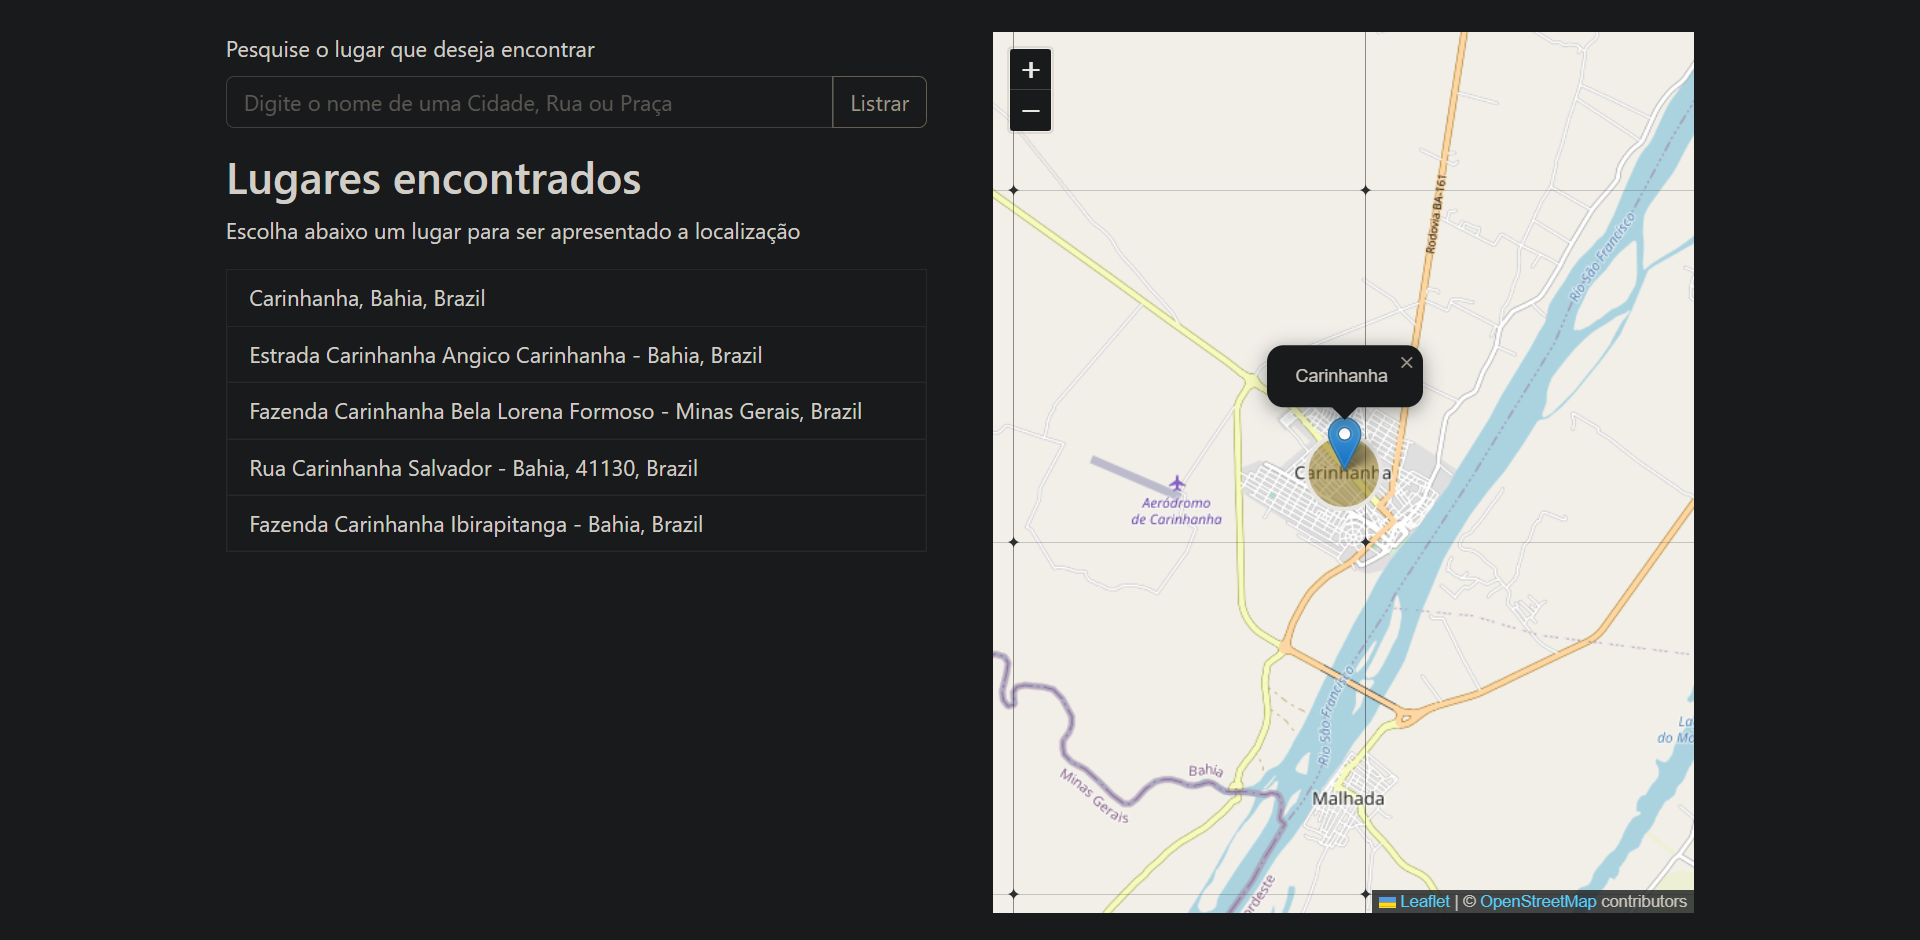 Pesquise o lugar que deseja encontrar
Digite o nome de uma Cidade, Rua ou Praça
Listrar
Lugares encontrados
Escolha abaixo um lugar para ser apresentado a localização
Carinhanha, Bahia, Brazil
Estrada Carinhanha Angico Carinhanha - Bahia, Brazil
Fazenda Carinhanha Bela Lorena Formoso - Minas Gerais, Brazil
Rua Carinhanha Salvador - Bahia, 41130, Brazil
Fazenda Carinhanha Ibirapitanga - Bahia, Brazil
+
−
Rodovia BA-161
Rio São Francisco
Carinhanha
×
Carinhanha
Aeródromo
de Carinhanha
Rio São Francisco
Bahia
Minas Gerais
Malhada
Leaflet | © OpenStreetMap contributors